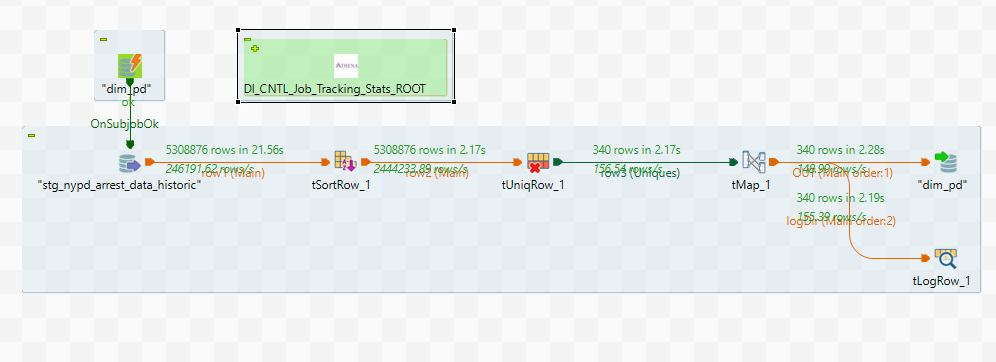 "dim_pd"
ok
OnSubjobOk
ATHENA
DI_CNTL_Job_Tracking_Stats_ROOT
5308876 rows in 21.56s
246191.62 rows/s
row1 (Main)
5308876 rows in 2.17s
2444233.89 rows/s
row2 (Main)
340 rows in 2.17s
156.54 rows/s
row3 (Uniques)
340 rows in 2.28s
148.99 rows/s
OUT (Main order:1)
"stg_nypd_arrest_data_historic"
tSortRow_1
tUniqRow_1
tMap_1
"dim_pd"
340 rows in 2.19s
155.39 rows/s
logDir (Main order:2)
tLogRow_1